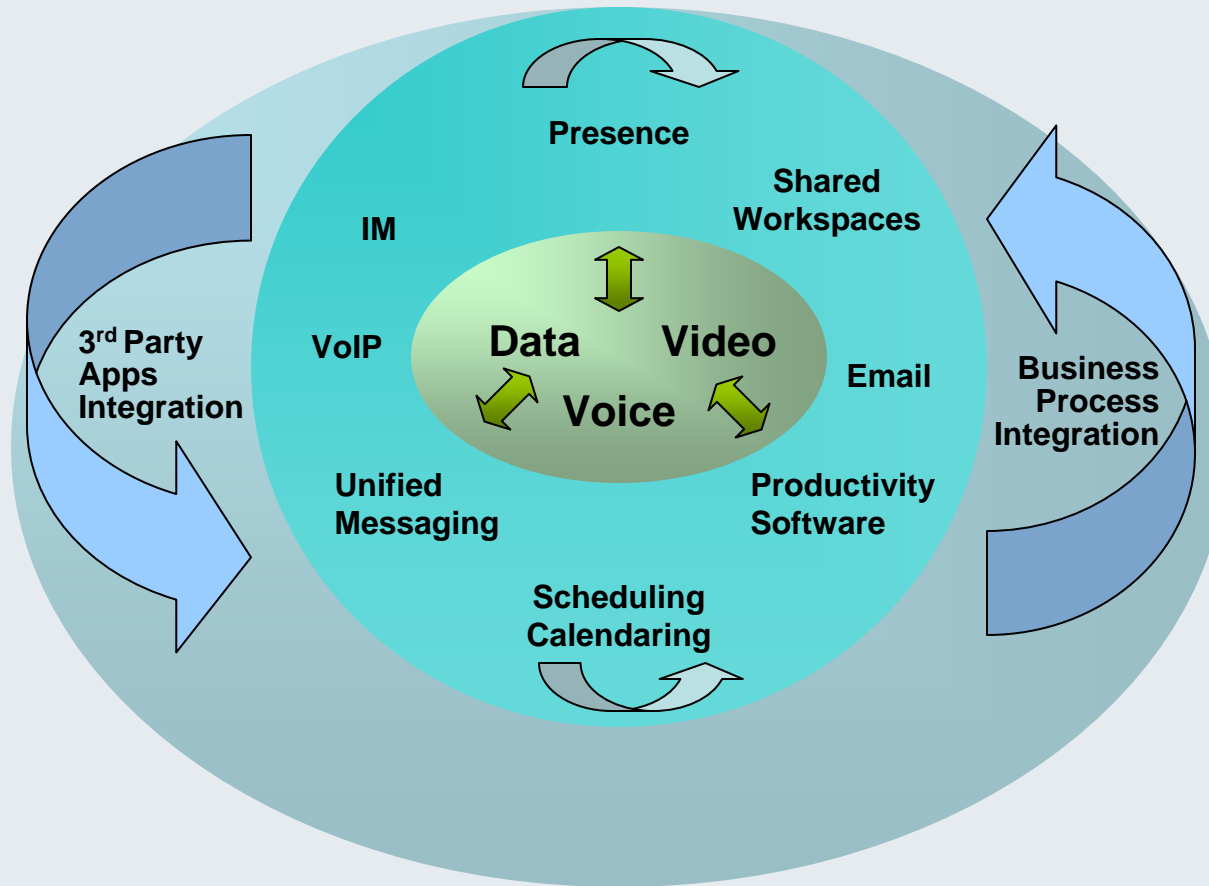 Presence
Shared
Workspaces
IM
VoIP
Data
Video
Voice
Email
3rd Party
Apps
Integration
Business
Process
Integration
Unified
Messaging
Productivity
Software
Scheduling
Calendaring